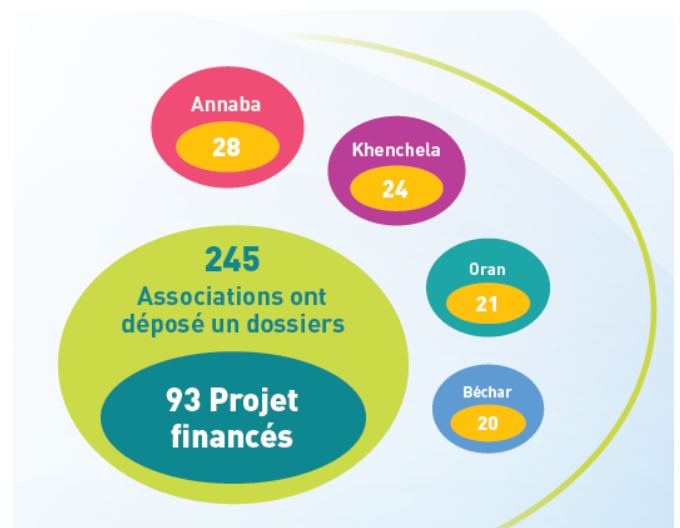 Annaba
28
Khenchela
24
245
Associations ont
déposé un dossiers
93 Projet
financés
Oran
21
Béchar
20